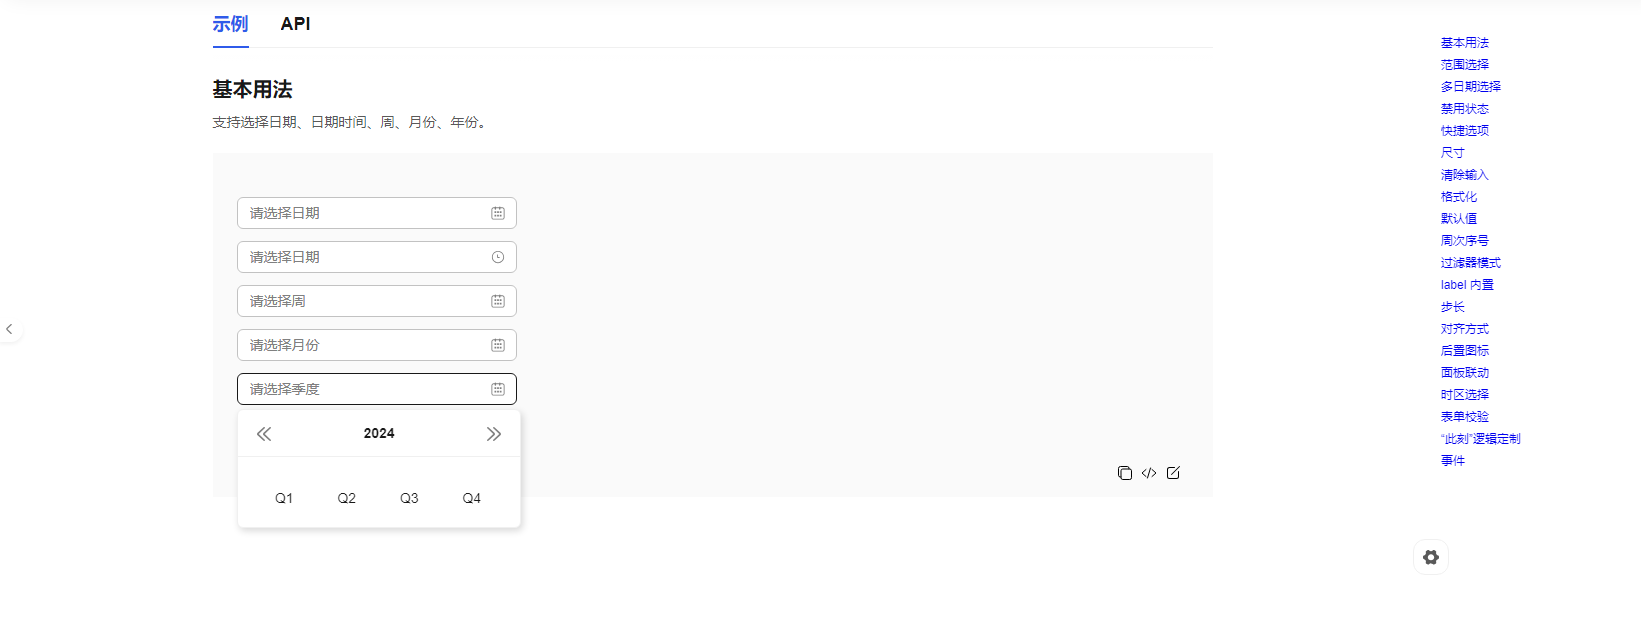 示例 API
基本用法
支持选择日期、日期时间、周、月份、年份。
请选择日期
请选择日期
请选择周
请选择月份
请选择季度
2024
Q1 Q2 Q3 Q4
基本用法
范围选择
多日期选择
禁用状态
快捷选项
尺寸
清除输入
格式化
默认值
周次序号
过滤器模式
label 内置
步长
对齐方式
后置图标
面板联动
时区选择
表单校验
“此刻”逻辑定制
事件